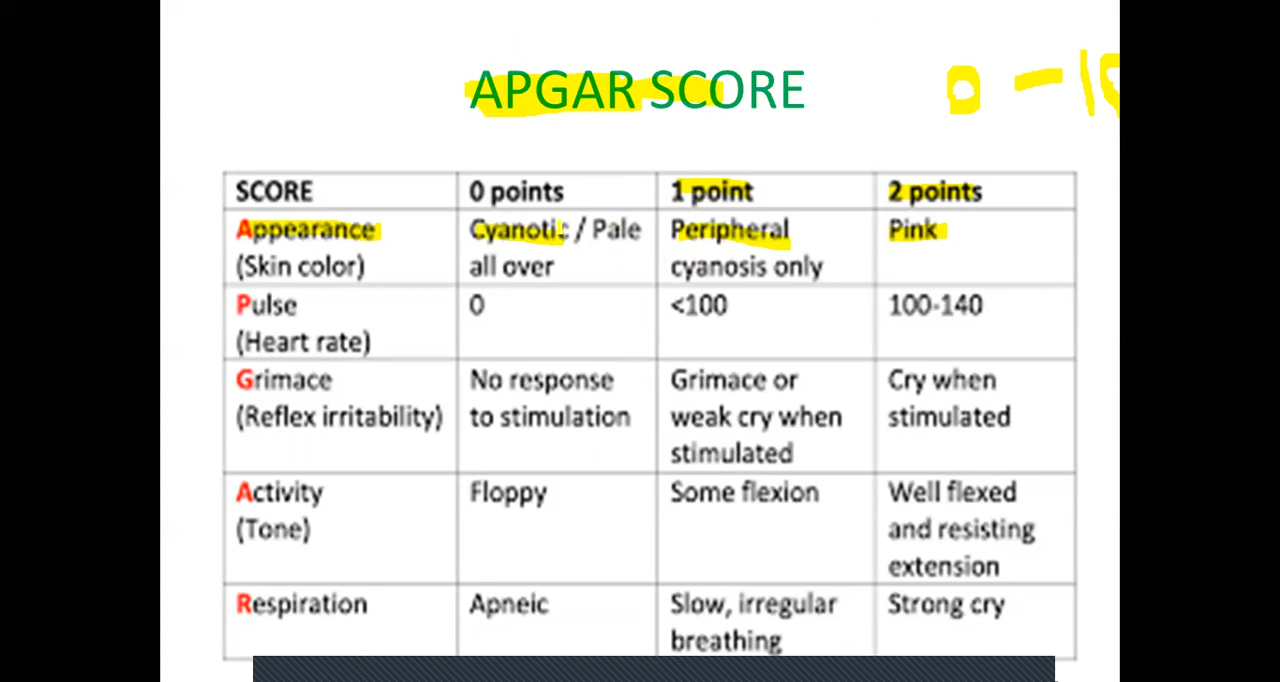 APGAR SCORE
0 - 10
SCORE 0 points 1 point 2 points
Appearance Cyanotic / Pale Peripheral Pink
(Skin color) all over cyanosis only
Pulse 0 <100 100-140
(Heart rate)
Grimace No response Grimace or Cry when
(Reflex irritability) to stimulation weak cry when stimulated
stimulated
Activity Floppy Some flexion Well flexed
(Tone) and resisting
extension
Respiration Apneic Slow, irregular Strong cry
breathing